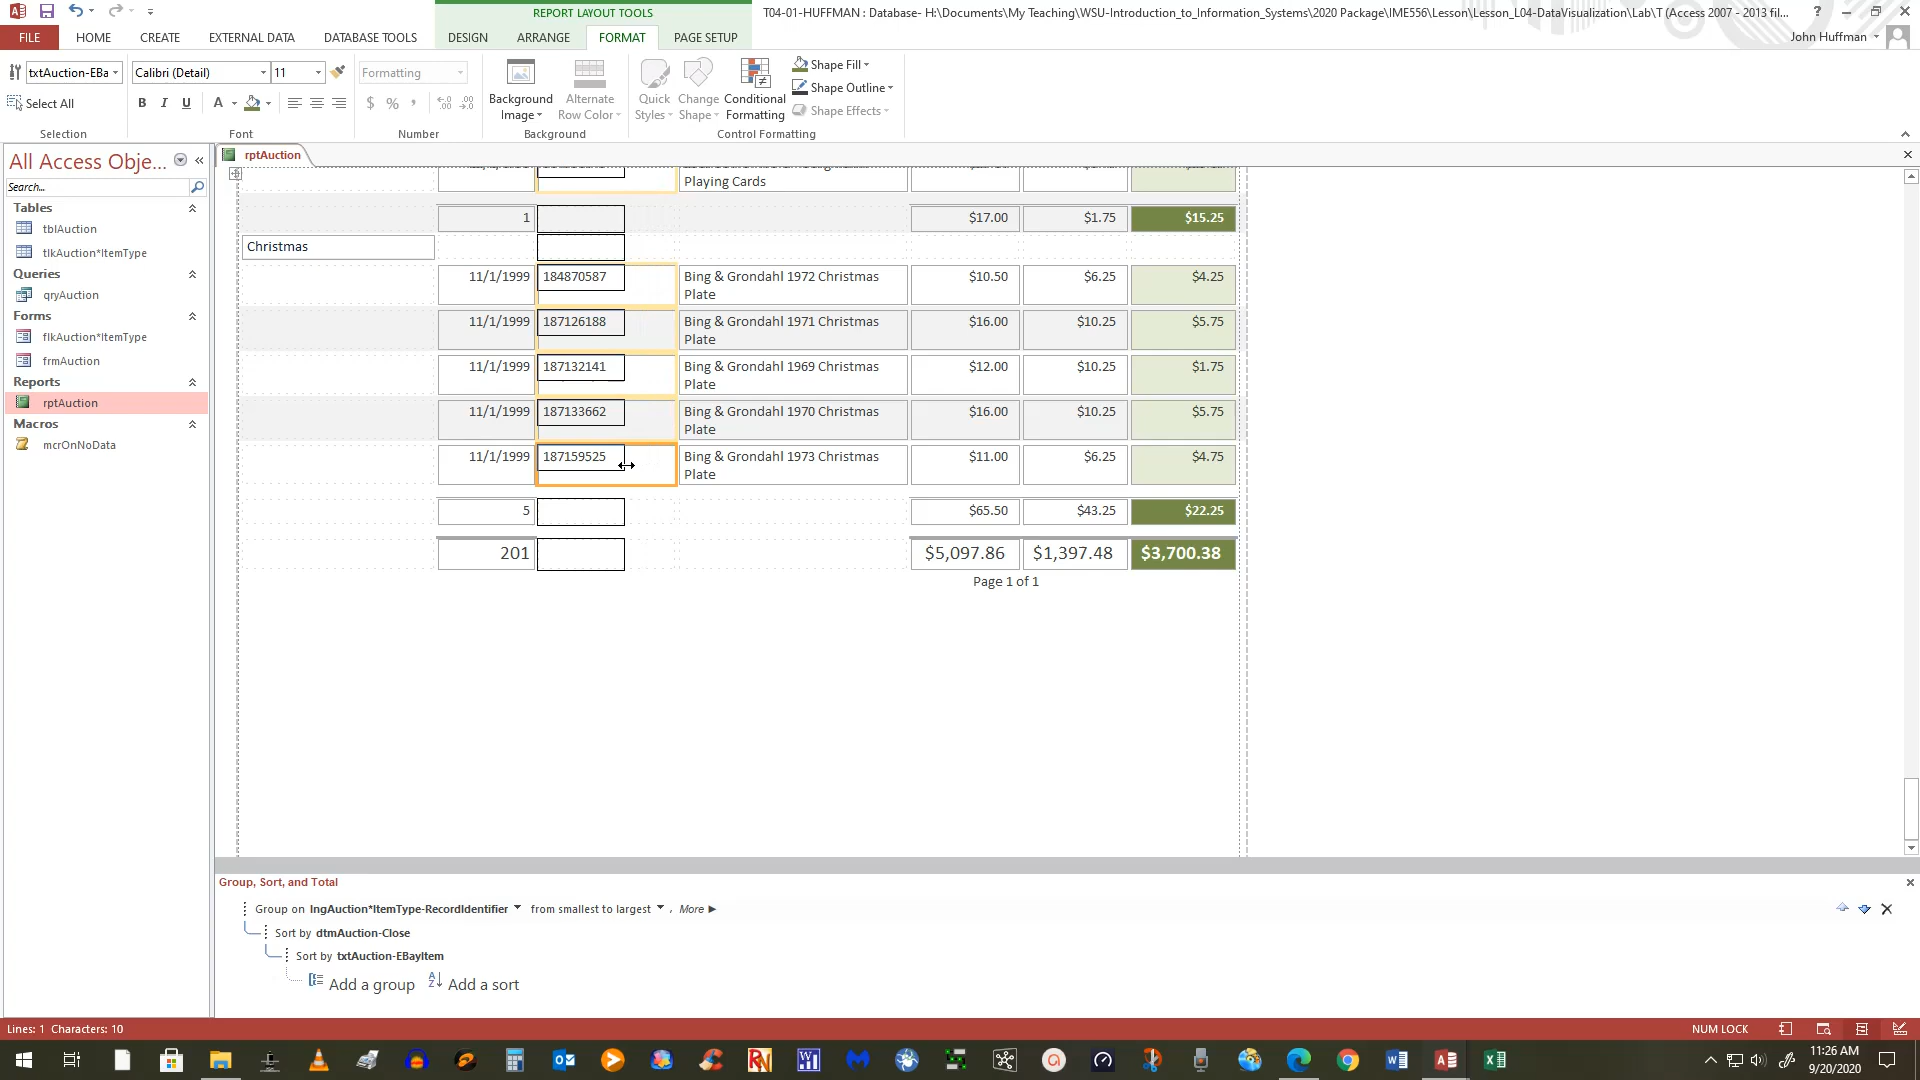 REPORT LAYOUT TOOLS
T04-01-HUFFMAN : Database- H:\Documents\My Teaching\WSU-Introduction_to_Information_Systems\2020 Package\IME556\Lesson\Lesson_L04-DataVisualization\Lab\T (Access 2007 - 2013 fil...
?
FILE HOME CREATE EXTERNAL DATA DATABASE TOOLS DESIGN ARRANGE FORMAT PAGE SETUP
John Huffman
txtAuction-EBa
Calibri (Detail) 11
Formatting
Select All
B I U A
$ % ,
Background Image
Alternate Row Color
Quick Styles
Change Shape
Conditional Formatting
Shape Fill
Shape Outline
Shape Effects
Selection Font Number Background Control Formatting
All Access Obje...
Search...
Tables
tblAuction
tlkAuction*ItemType
Queries
qryAuction
Forms
flkAuction*ItemType
frmAuction
Reports
rptAuction
Macros
mcrOnNoData
rptAuction
Playing Cards
1 $17.00 $1.75 $15.25
Christmas
11/1/1999 184870587 Bing & Grondahl 1972 Christmas $10.50 $6.25 $4.25
Plate
11/1/1999 187126188 Bing & Grondahl 1971 Christmas $16.00 $10.25 $5.75
Plate
11/1/1999 187132141 Bing & Grondahl 1969 Christmas $12.00 $10.25 $1.75
Plate
11/1/1999 187133662 Bing & Grondahl 1970 Christmas $16.00 $10.25 $5.75
Plate
11/1/1999 187159525 Bing & Grondahl 1973 Christmas $11.00 $6.25 $4.75
Plate
5 $65.50 $43.25 $22.25
201 $5,097.86 $1,397.48 $3,700.38
Page 1 of 1
Group, Sort, and Total
Group on lngAuction*ItemType-RecordIdentifier from smallest to largest , More
Sort by dtmAuction-Close
Sort by txtAuction-EBayItem
Add a group Add a sort
Lines: 1 Characters: 10
NUM LOCK
11:26 AM
9/20/2020